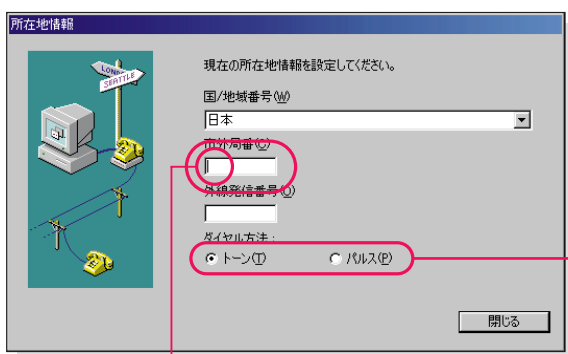 所在地情報
LONDON
SEATTLE
現在の所在地情報を設定してください。
国/地域番号(W)
日本
市外局番(C)
外線発信番号(O)
ダイヤル方法：
トーン(T)
パルス(P)
閉じる